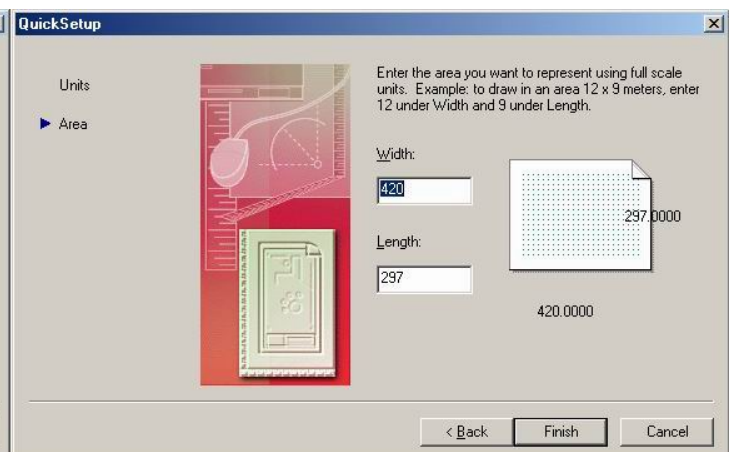 QuickSetup
Units
Area
Enter the area you want to represent using full scale
units. Example: to draw in an area 12 x 9 meters, enter
12 under Width and 9 under Length.
Width:
420
297.0000
Length:
297
420.0000
< Back
Finish
Cancel